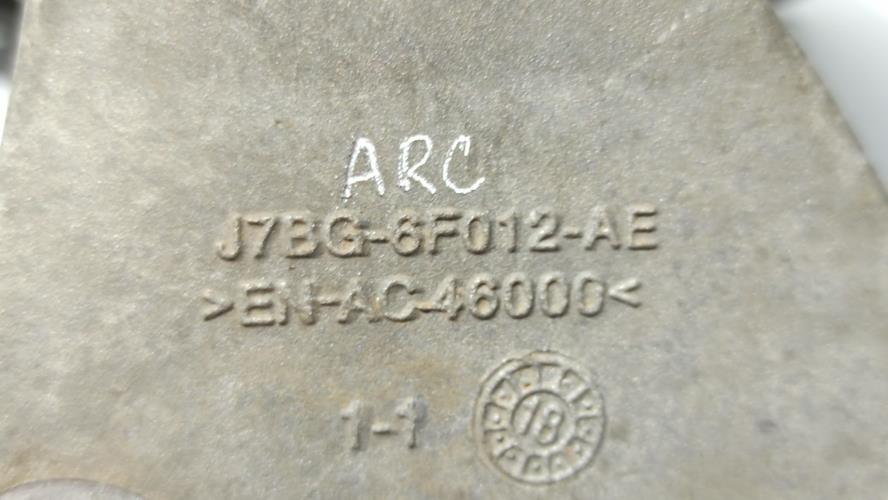 ARC
J7BG-6F012-AE
>EN-AC-46000<
1-1
18